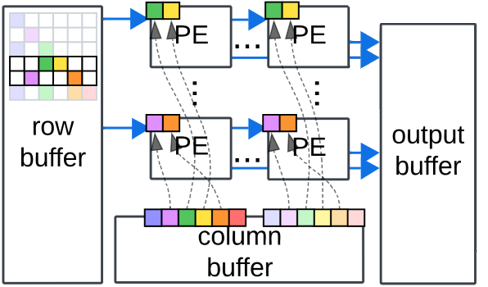 PE
...
PE
row
buffer
PE
...
PE
output
buffer
column
buffer